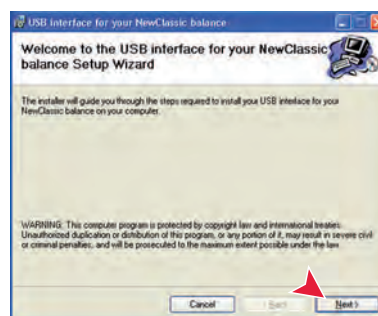 USB interface for your NewClassic balance
Welcome to the USB interface for your NewClassic
balance Setup Wizard
The installer will guide you through the steps required to install your USB interface for your
NewClassic balance on your computer.
WARNING: This computer program is protected by copyright law and international treaties.
Unauthorized duplication or distribution of this program, or any portion of it, may result in severe civil
or criminal penalties, and will be prosecuted to the maximum extent possible under the law.
Cancel
< Back
Next >